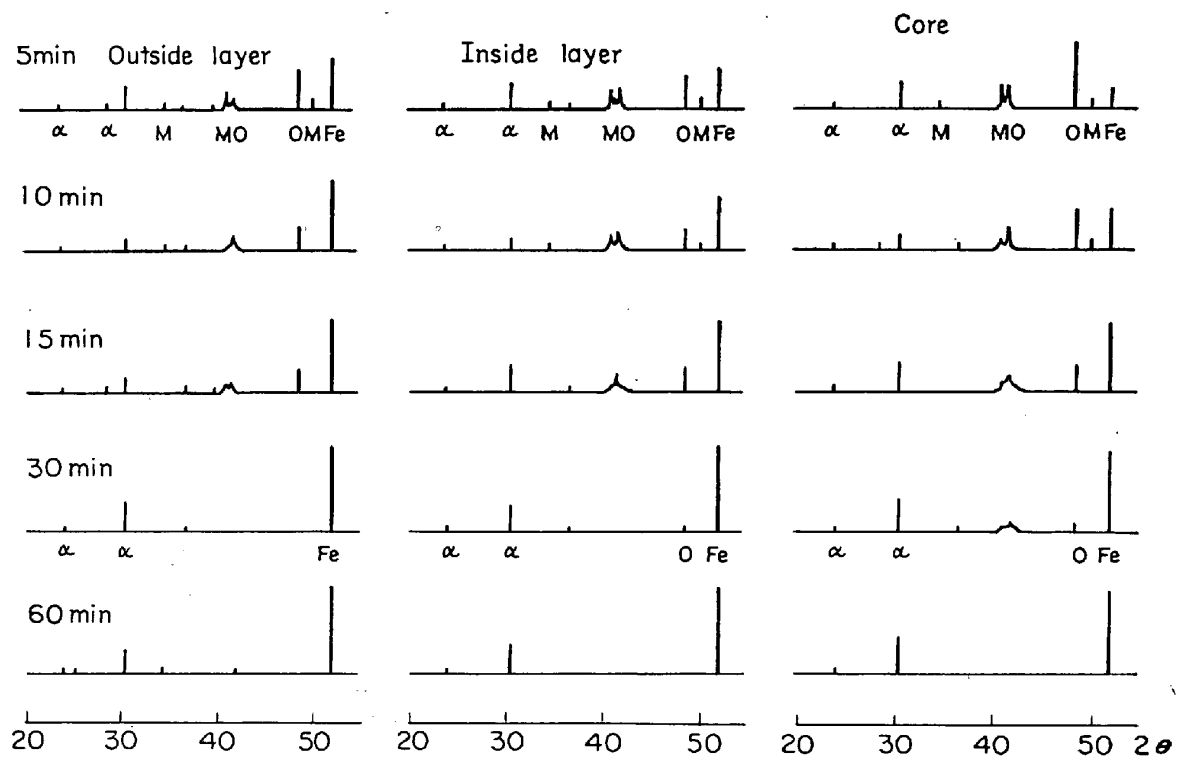 5min Outside layer Inside layer Core
α α M MO OMFe α α M MO OMFe α α M MO OMFe
10 min
15 min
30 min
α α Fe α α O Fe α α O Fe
60 min
20 30 40 50 20 30 40 50 20 30 40 50 2θ